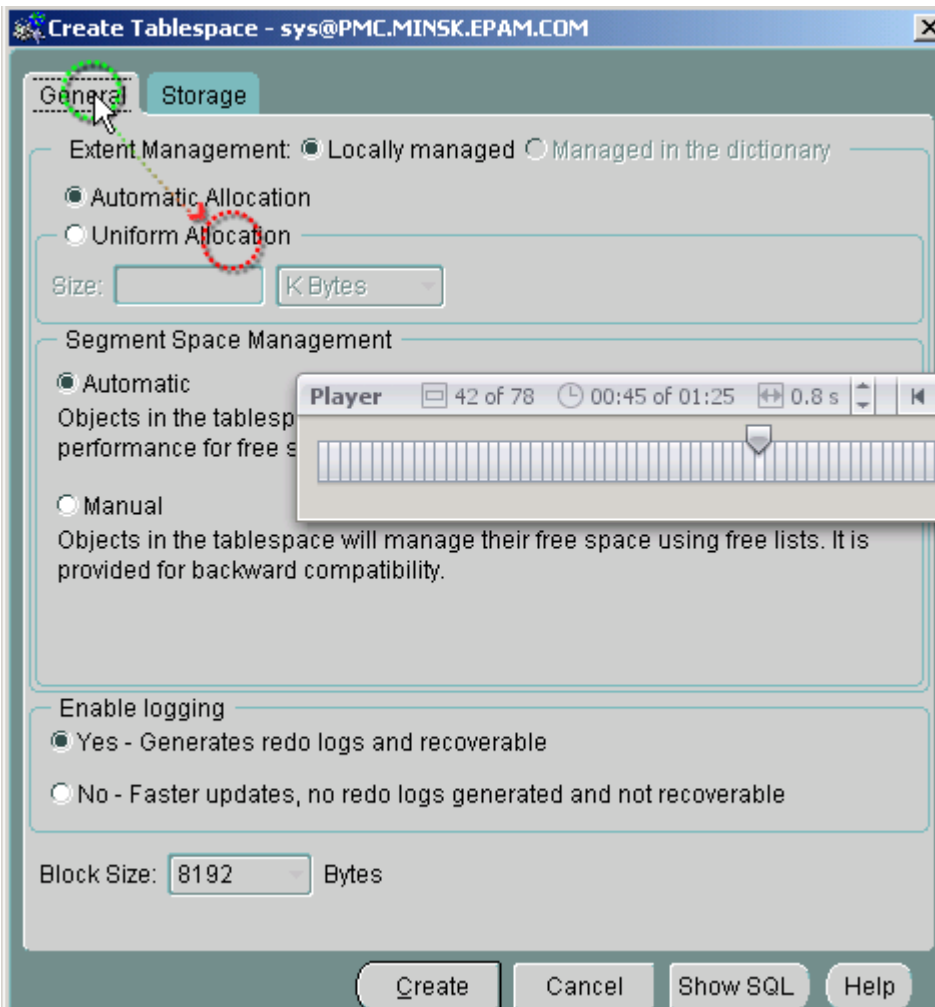 Create Tablespace - sys@PMC.MINSK.EPAM.COM
General Storage
Extent Management: Locally managed Managed in the dictionary
Automatic Allocation
Uniform Allocation
Size: K Bytes
Segment Space Management
Automatic
Objects in the tablesp
performance for free s
Player 42 of 78 00:45 of 01:25 0.8 s
Manual
Objects in the tablespace will manage their free space using free lists. It is
provided for backward compatibility.
Enable logging
Yes - Generates redo logs and recoverable
No - Faster updates, no redo logs generated and not recoverable
Block Size: 8192 Bytes
Create Cancel Show SQL Help